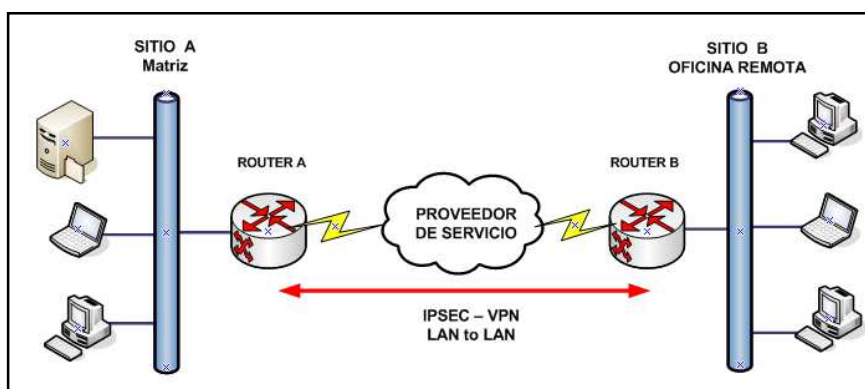 SITIO A
Matriz
SITIO B
OFICINA REMOTA
ROUTER A
ROUTER B
PROVEEDOR
DE SERVICIO
IPSEC – VPN
LAN to LAN